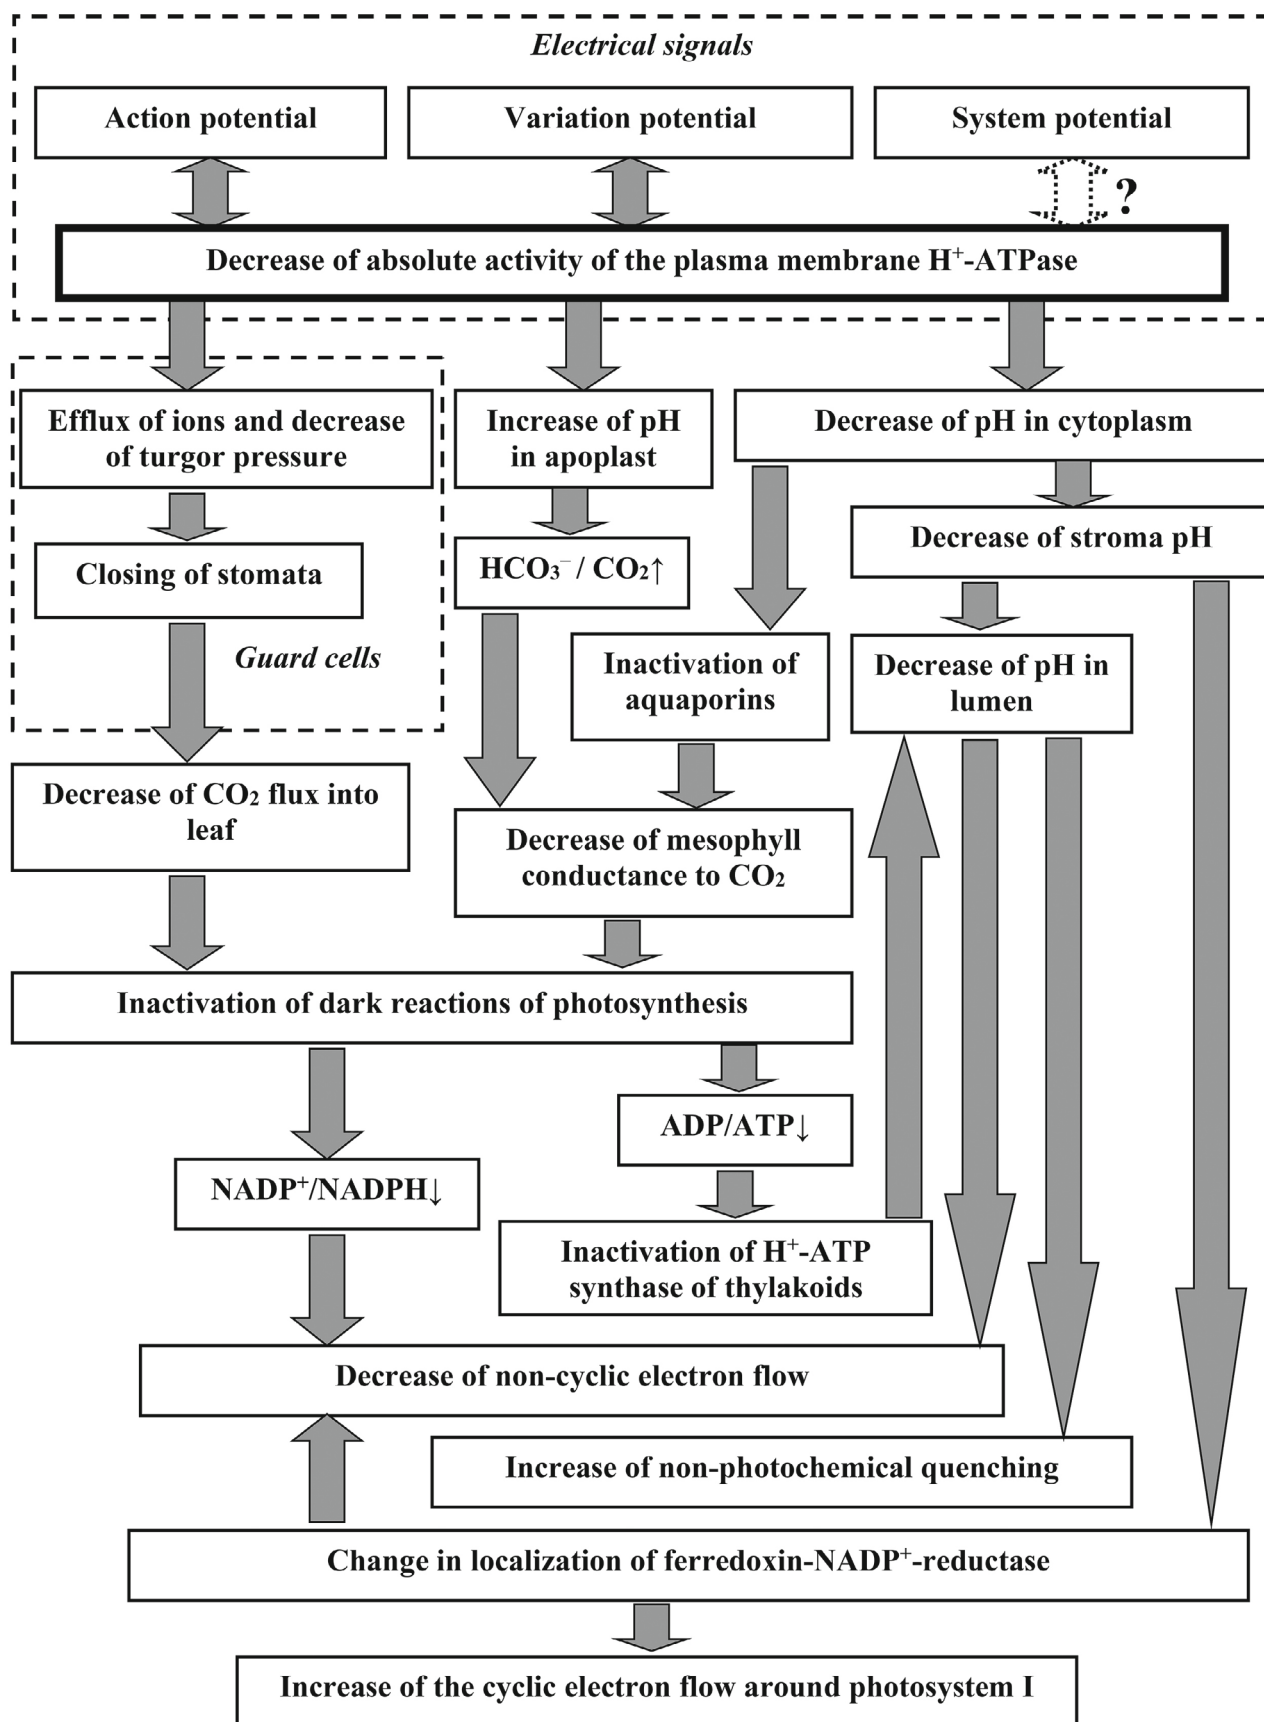 Electrical signals
Action potential
Variation potential
System potential
?
Decrease of absolute activity of the plasma membrane H⁺-ATPase
Efflux of ions and decrease
of turgor pressure
Increase of pH
in apoplast
Decrease of pH in cytoplasm
Closing of stomata
HCO₃⁻ / CO₂↑
Decrease of stroma pH
Guard cells
Inactivation of
aquaporins
Decrease of pH in
lumen
Decrease of CO₂ flux into
leaf
Decrease of mesophyll
conductance to CO₂
Inactivation of dark reactions of photosynthesis
ADP/ATP↓
NADP⁺/NADPH↓
Inactivation of H⁺-ATP
synthase of thylakoids
Decrease of non-cyclic electron flow
Increase of non-photochemical quenching
Change in localization of ferredoxin-NADP⁺-reductase
Increase of the cyclic electron flow around photosystem I